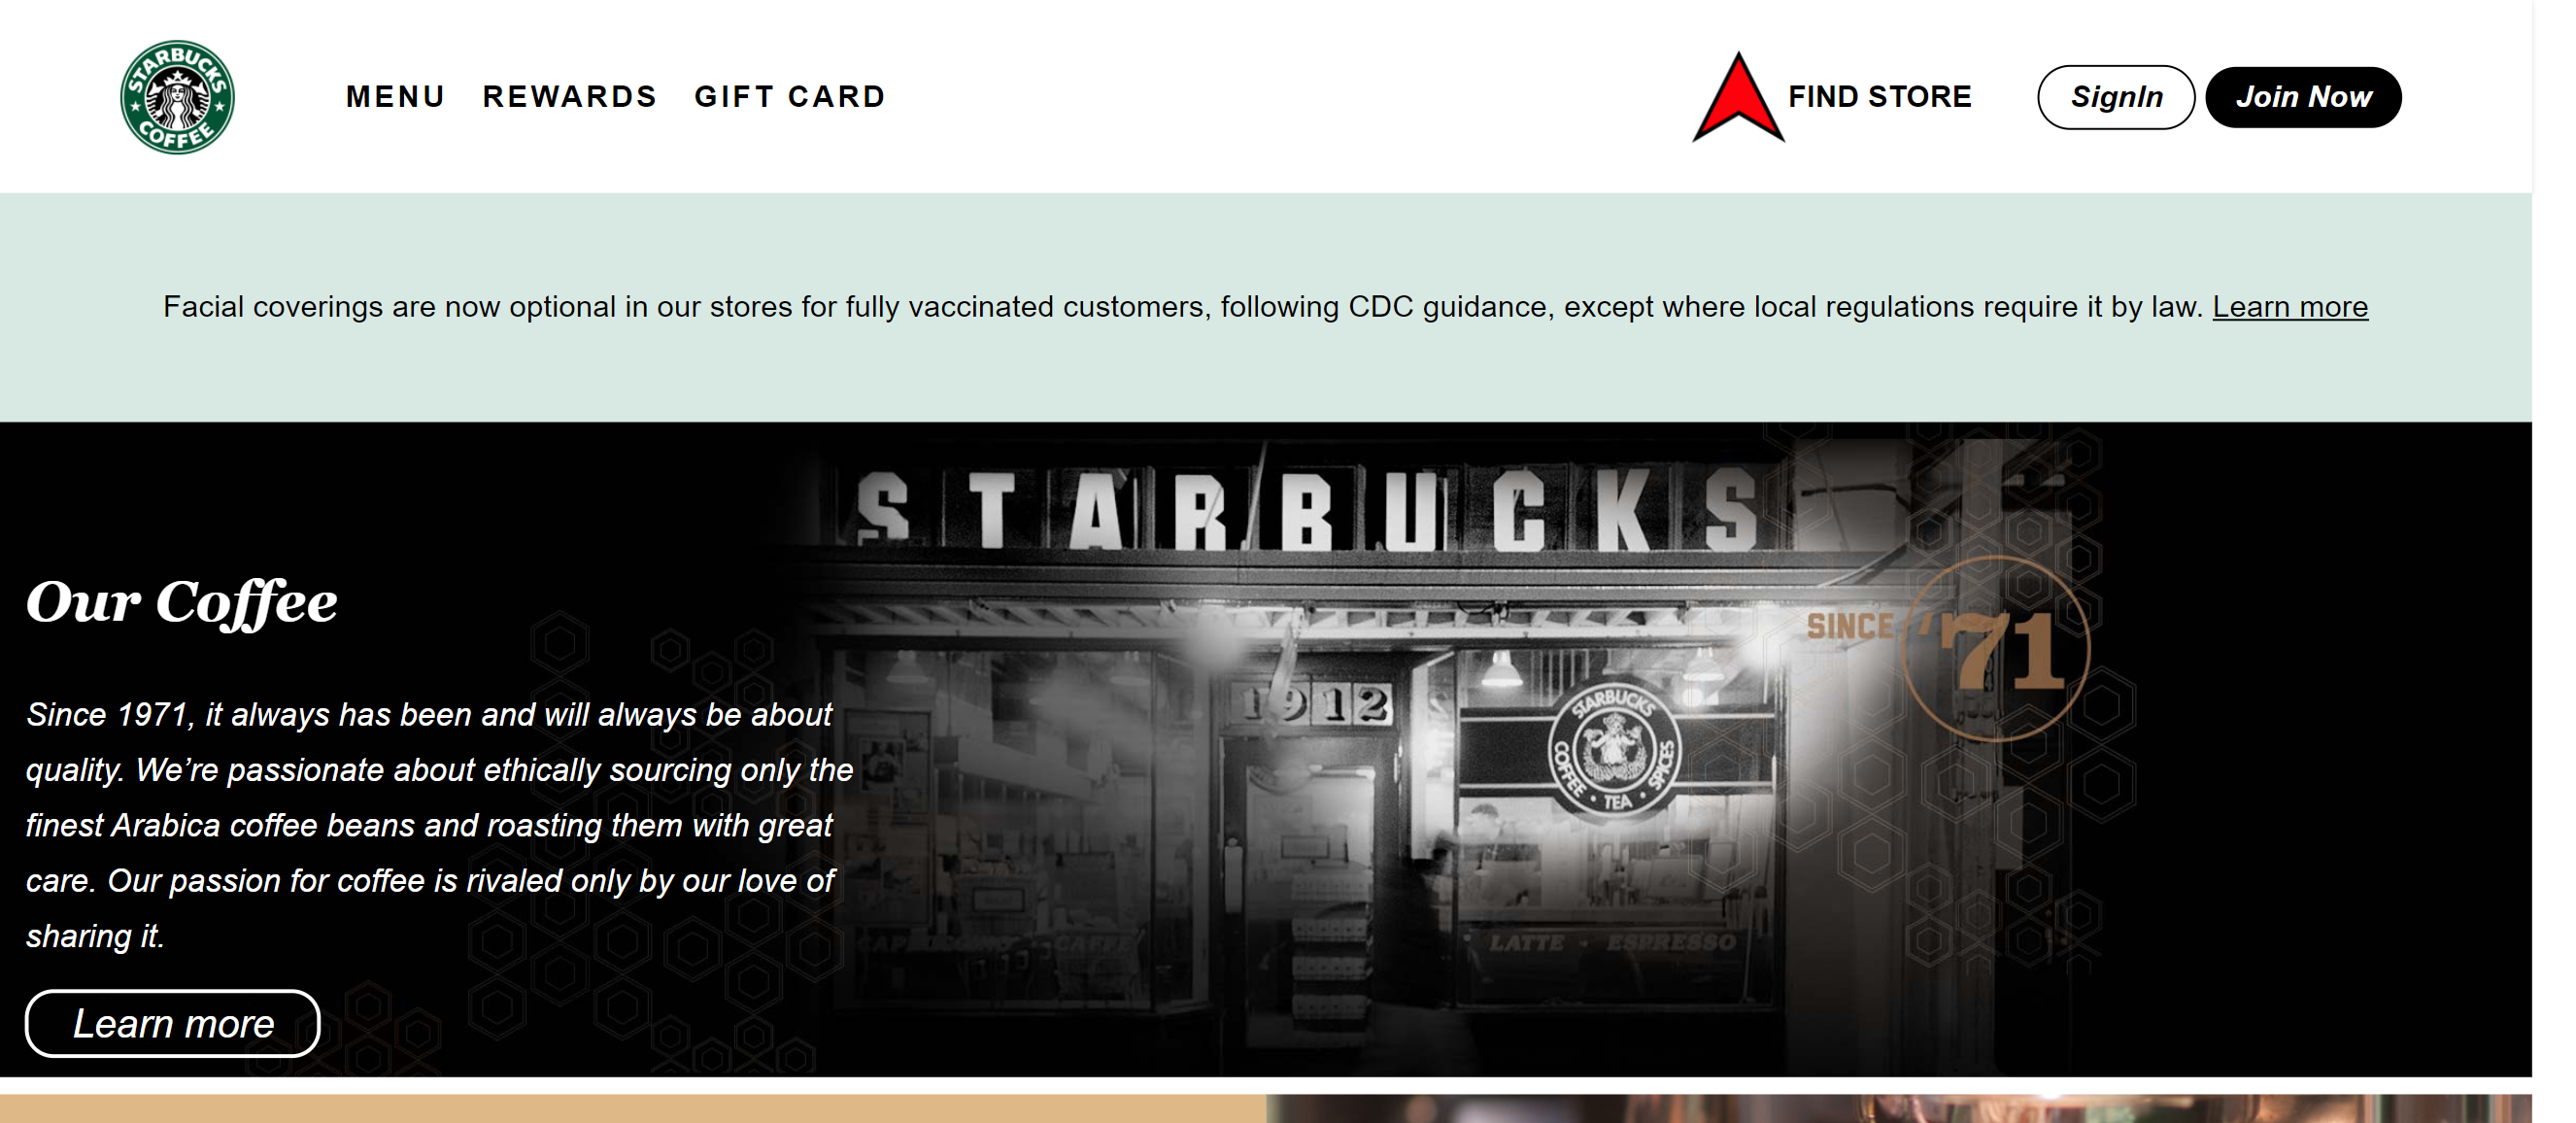 STARBUCKS COFFEE
MENU REWARDS GIFT CARD
FIND STORE SignIn Join Now
Facial coverings are now optional in our stores for fully vaccinated customers, following CDC guidance, except where local regulations require it by law. Learn more
STARBUCKS
Our Coffee
SINCE '71
Since 1971, it always has been and will always be about
quality. We’re passionate about ethically sourcing only the
finest Arabica coffee beans and roasting them with great
care. Our passion for coffee is rivaled only by our love of
sharing it.
1912
STARBUCKS
COFFEE • TEA • SPICES
CAPPUCCINO CAFFE
LATTE • ESPRESSO
Learn more